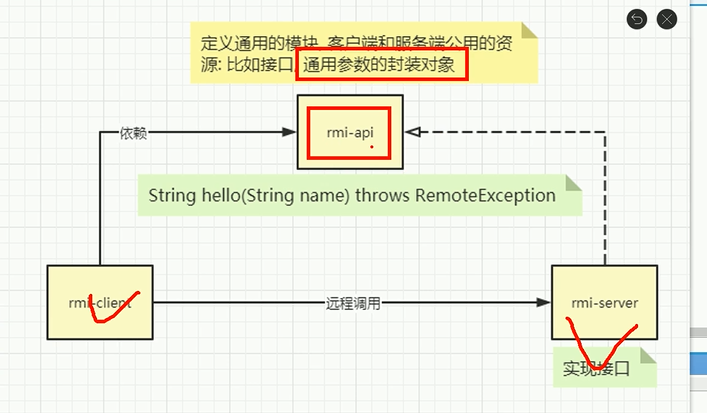 定义通用的模块, 客户端和服务端公用的资
源: 比如接口, 通用参数的封装对象
依赖
rmi-api
String hello(String name) throws RemoteException
rmi-client
远程调用
rmi-server
实现接口